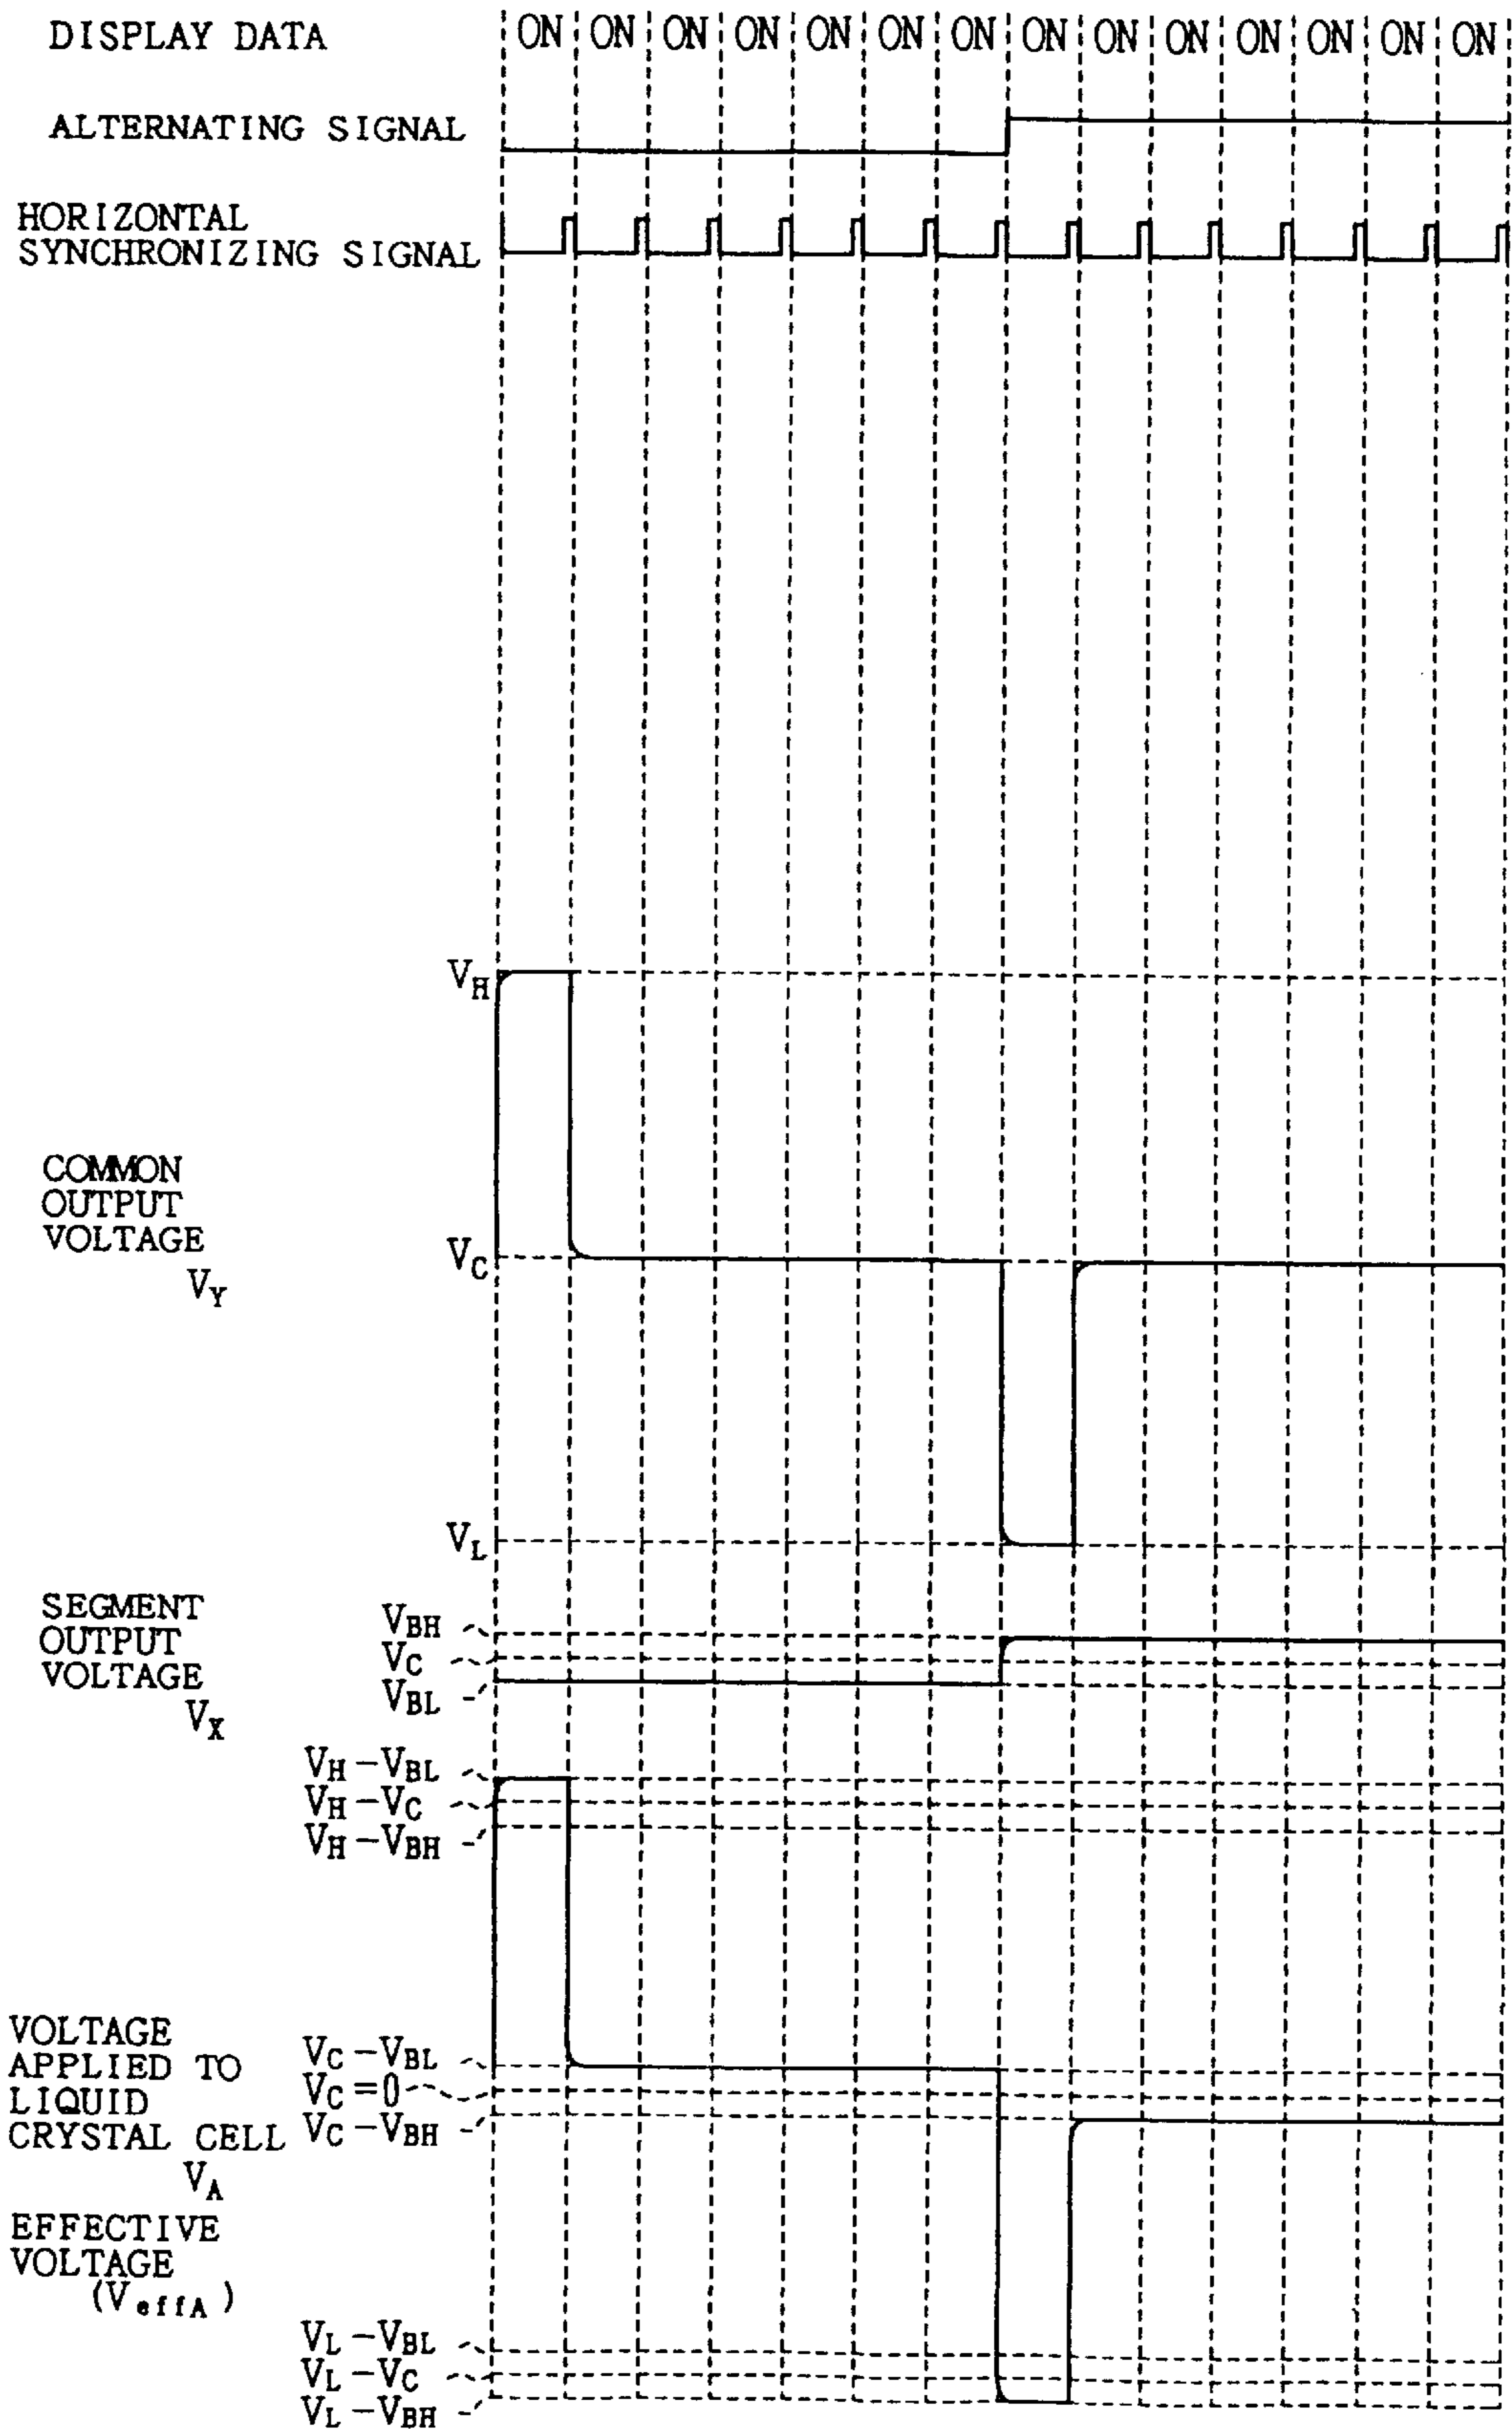 DISPLAY DATA ON ON ON ON ON ON ON ON ON ON ON ON ON ON
ALTERNATING SIGNAL
HORIZONTAL
SYNCHRONIZING SIGNAL
VH
COMMON
OUTPUT
VOLTAGE
VY
VC
VL
SEGMENT
OUTPUT
VOLTAGE
VX
VBH
VC
VBL
VH-VBL
VH-VC
VH-VBH
VOLTAGE
APPLIED TO
LIQUID
CRYSTAL CELL
VA
VC-VBL
VC=0
VC-VBH
EFFECTIVE
VOLTAGE
(VeffA)
VL-VBL
VL-VC
VL-VBH